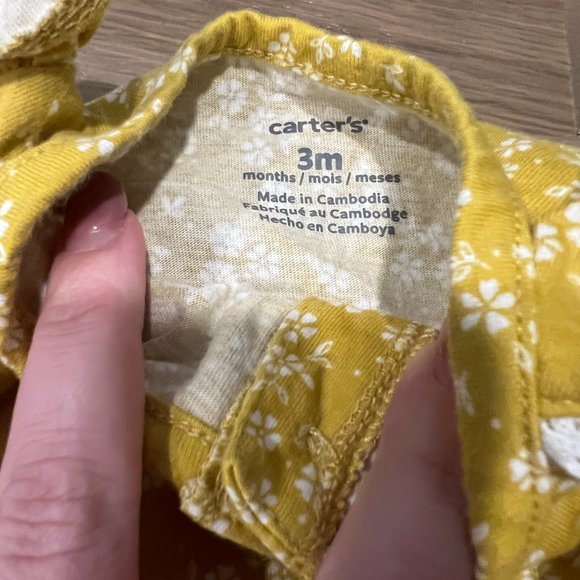 carter's
3m
months / mois / meses
Made in Cambodia
Fabriqué au Cambodge
Hecho en Camboya